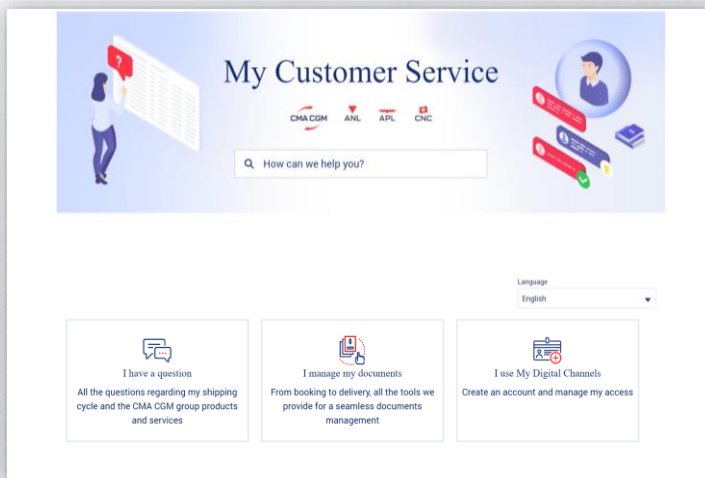 My Customer Service
CMA CGM ANL APL CNC
How can we help you?
Language
English
I have a question
All the questions regarding my shipping
cycle and the CMA CGM group products
and services
I manage my documents
From booking to delivery, all the tools we
provide for a seamless documents
management
I use My Digital Channels
Create an account and manage my access